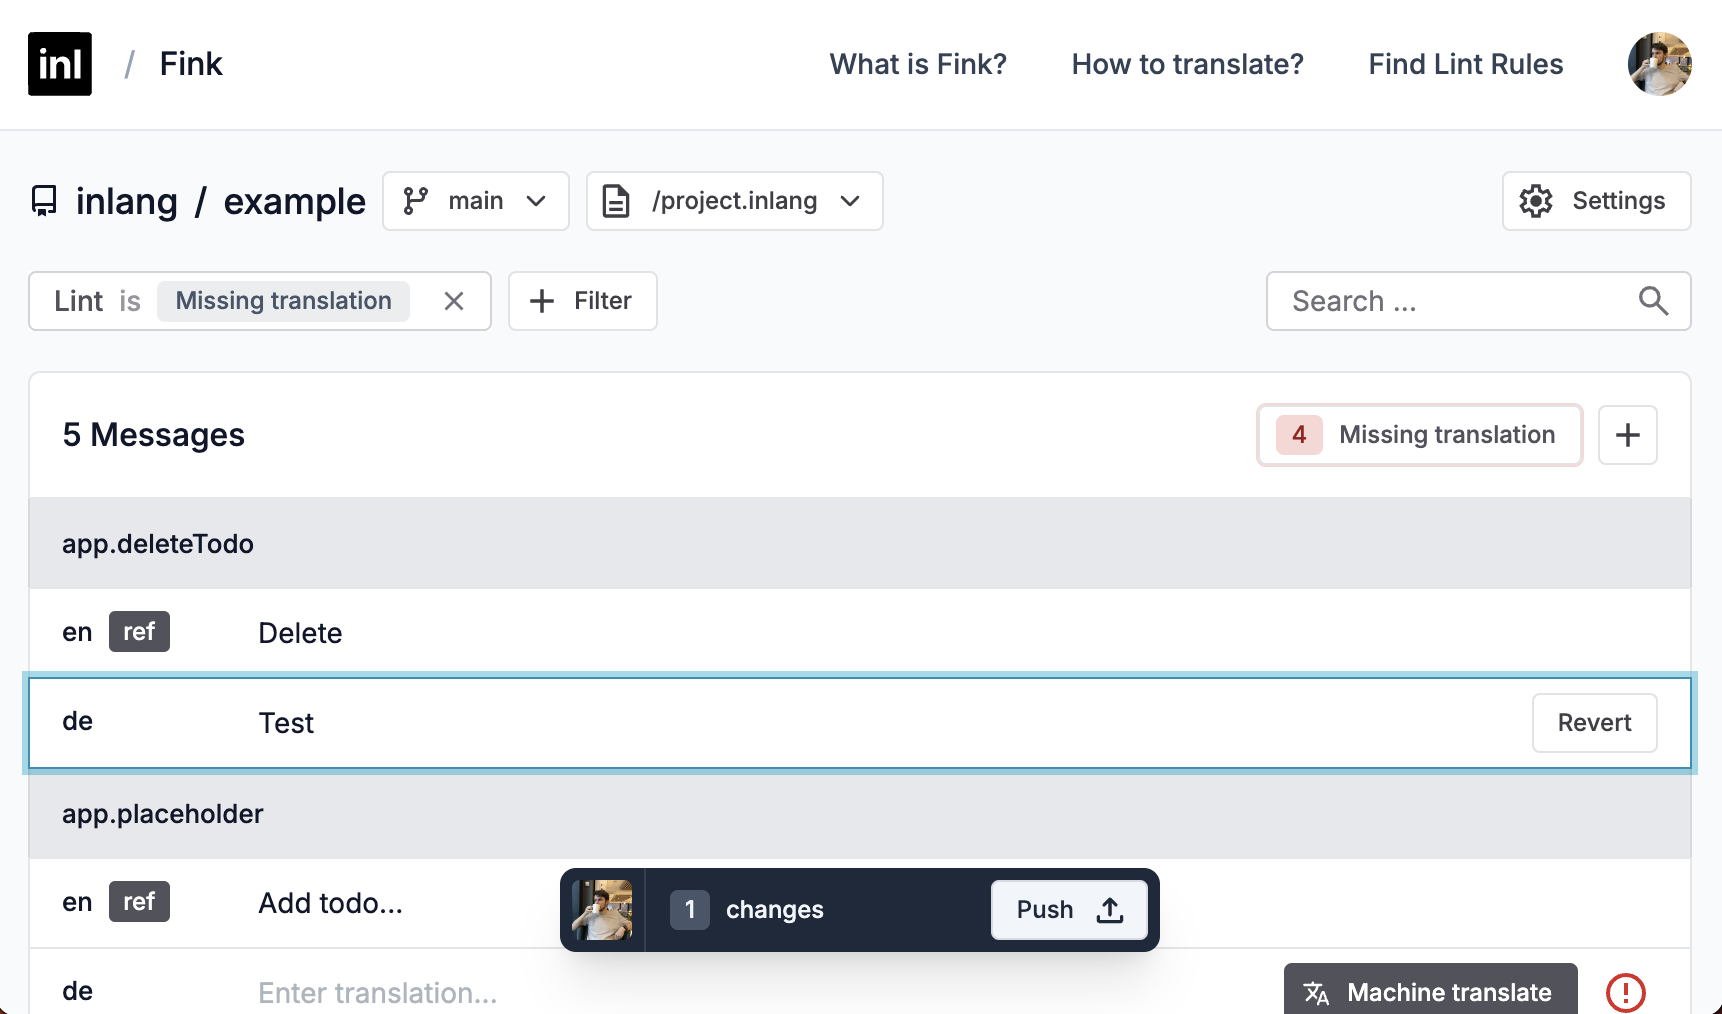 inl / Fink What is Fink? How to translate? Find Lint Rules
inlang / example main /project.inlang Settings
Lint is Missing translation Filter Search ...
5 Messages 4 Missing translation
app.deleteTodo
en ref Delete
de Test Revert
app.placeholder
en ref Add todo...
1 changes Push
de Enter translation... Machine translate